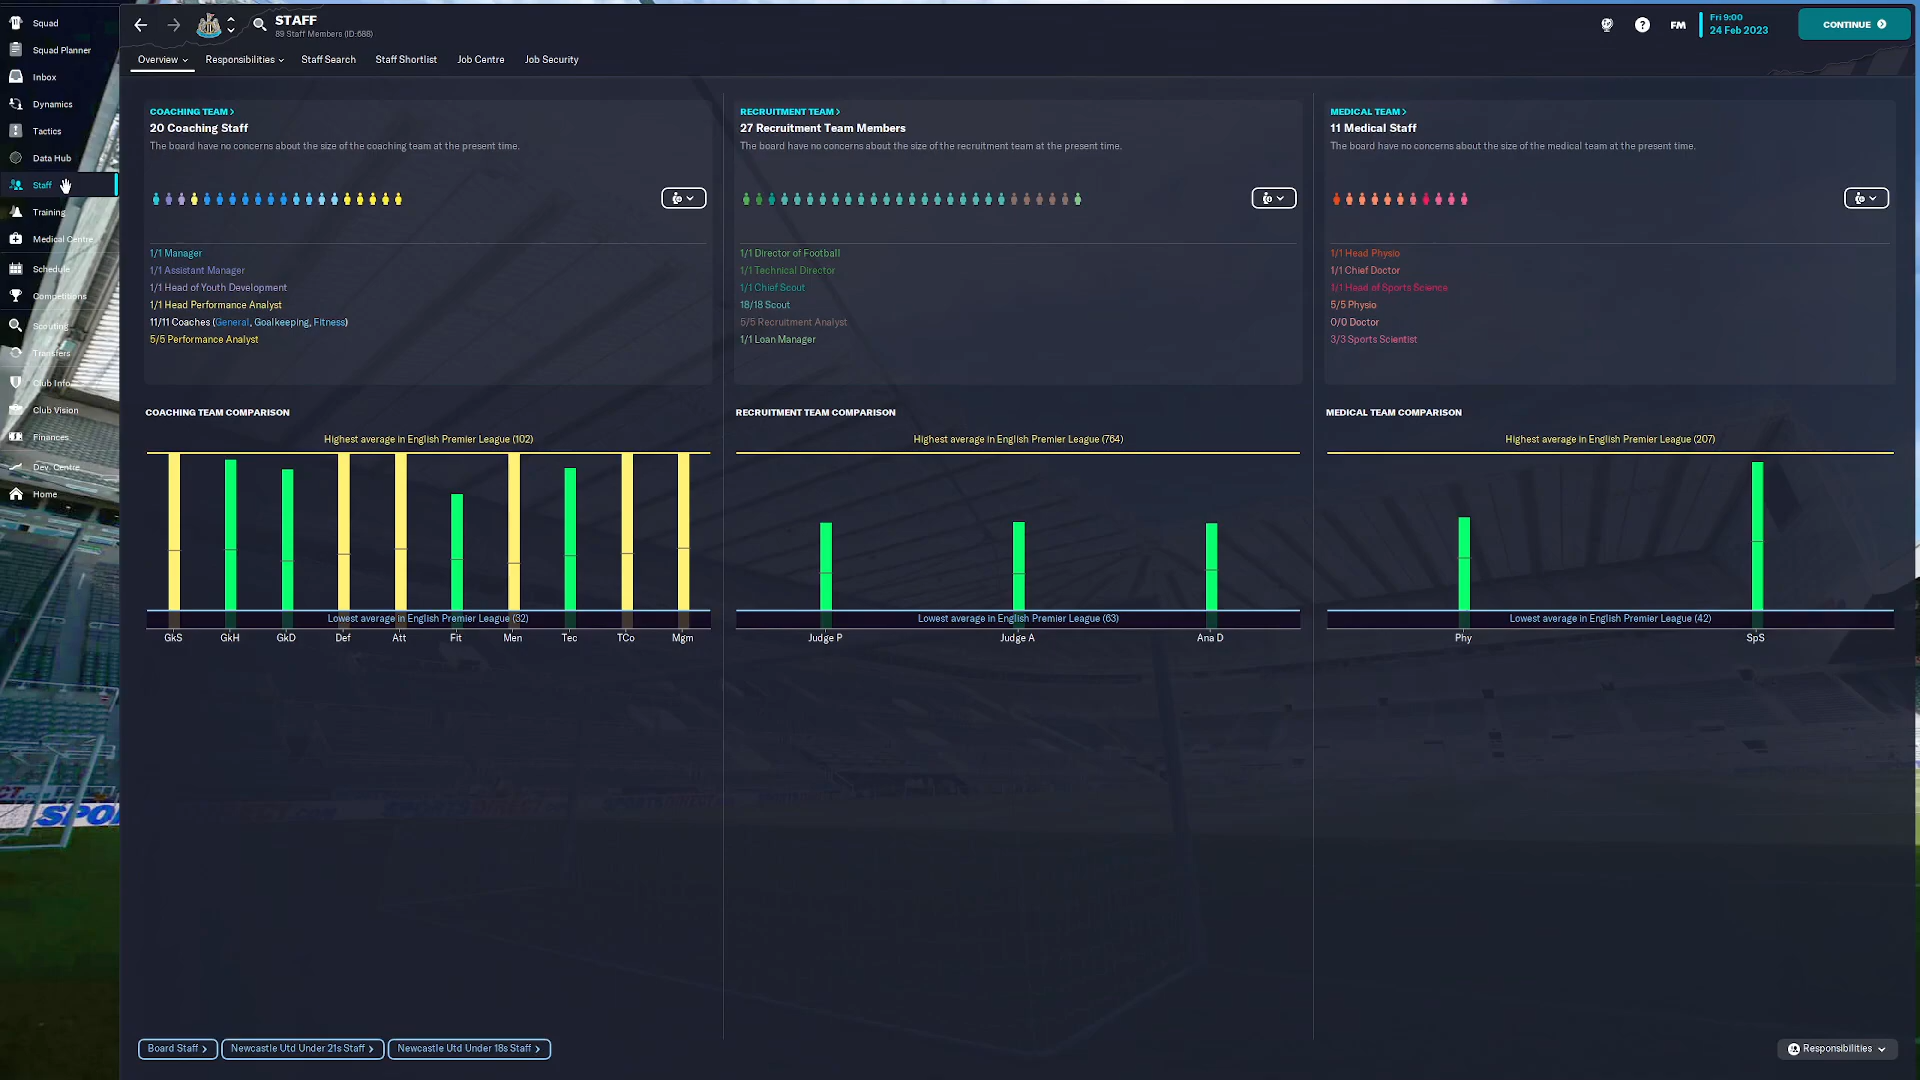 Squad
Squad Planner
Inbox
Dynamics
Tactics
Data Hub
Staff
Training
Medical Centre
Schedule
Competitions
Scouting
Transfers
Club Info
Club Vision
Finances
Dev. Centre
Home
STAFF
89 Staff Members (ID:688)
FM
Fri 9:00
24 Feb 2023
CONTINUE
Overview
Responsibilities
Staff Search
Staff Shortlist
Job Centre
Job Security
COACHING TEAM >
20 Coaching Staff
The board have no concerns about the size of the coaching team at the present time.
1/1 Manager
1/1 Assistant Manager
1/1 Head of Youth Development
1/1 Head Performance Analyst
11/11 Coaches (General, Goalkeeping, Fitness)
5/5 Performance Analyst
RECRUITMENT TEAM >
27 Recruitment Team Members
The board have no concerns about the size of the recruitment team at the present time.
1/1 Director of Football
1/1 Technical Director
1/1 Chief Scout
18/18 Scout
5/5 Recruitment Analyst
1/1 Loan Manager
MEDICAL TEAM >
11 Medical Staff
The board have no concerns about the size of the medical team at the present time.
1/1 Head Physio
1/1 Chief Doctor
1/1 Head of Sports Science
5/5 Physio
0/0 Doctor
3/3 Sports Scientist
COACHING TEAM COMPARISON
Highest average in English Premier League (102)
Lowest average in English Premier League (32)
GkS GkH GkD Def Att Fit Men Tec TCo Mgm
RECRUITMENT TEAM COMPARISON
Highest average in English Premier League (764)
Lowest average in English Premier League (63)
Judge P Judge A Ana D
MEDICAL TEAM COMPARISON
Highest average in English Premier League (207)
Lowest average in English Premier League (42)
Phy SpS
Board Staff >
Newcastle Utd Under 21s Staff >
Newcastle Utd Under 18s Staff >
Responsibilities